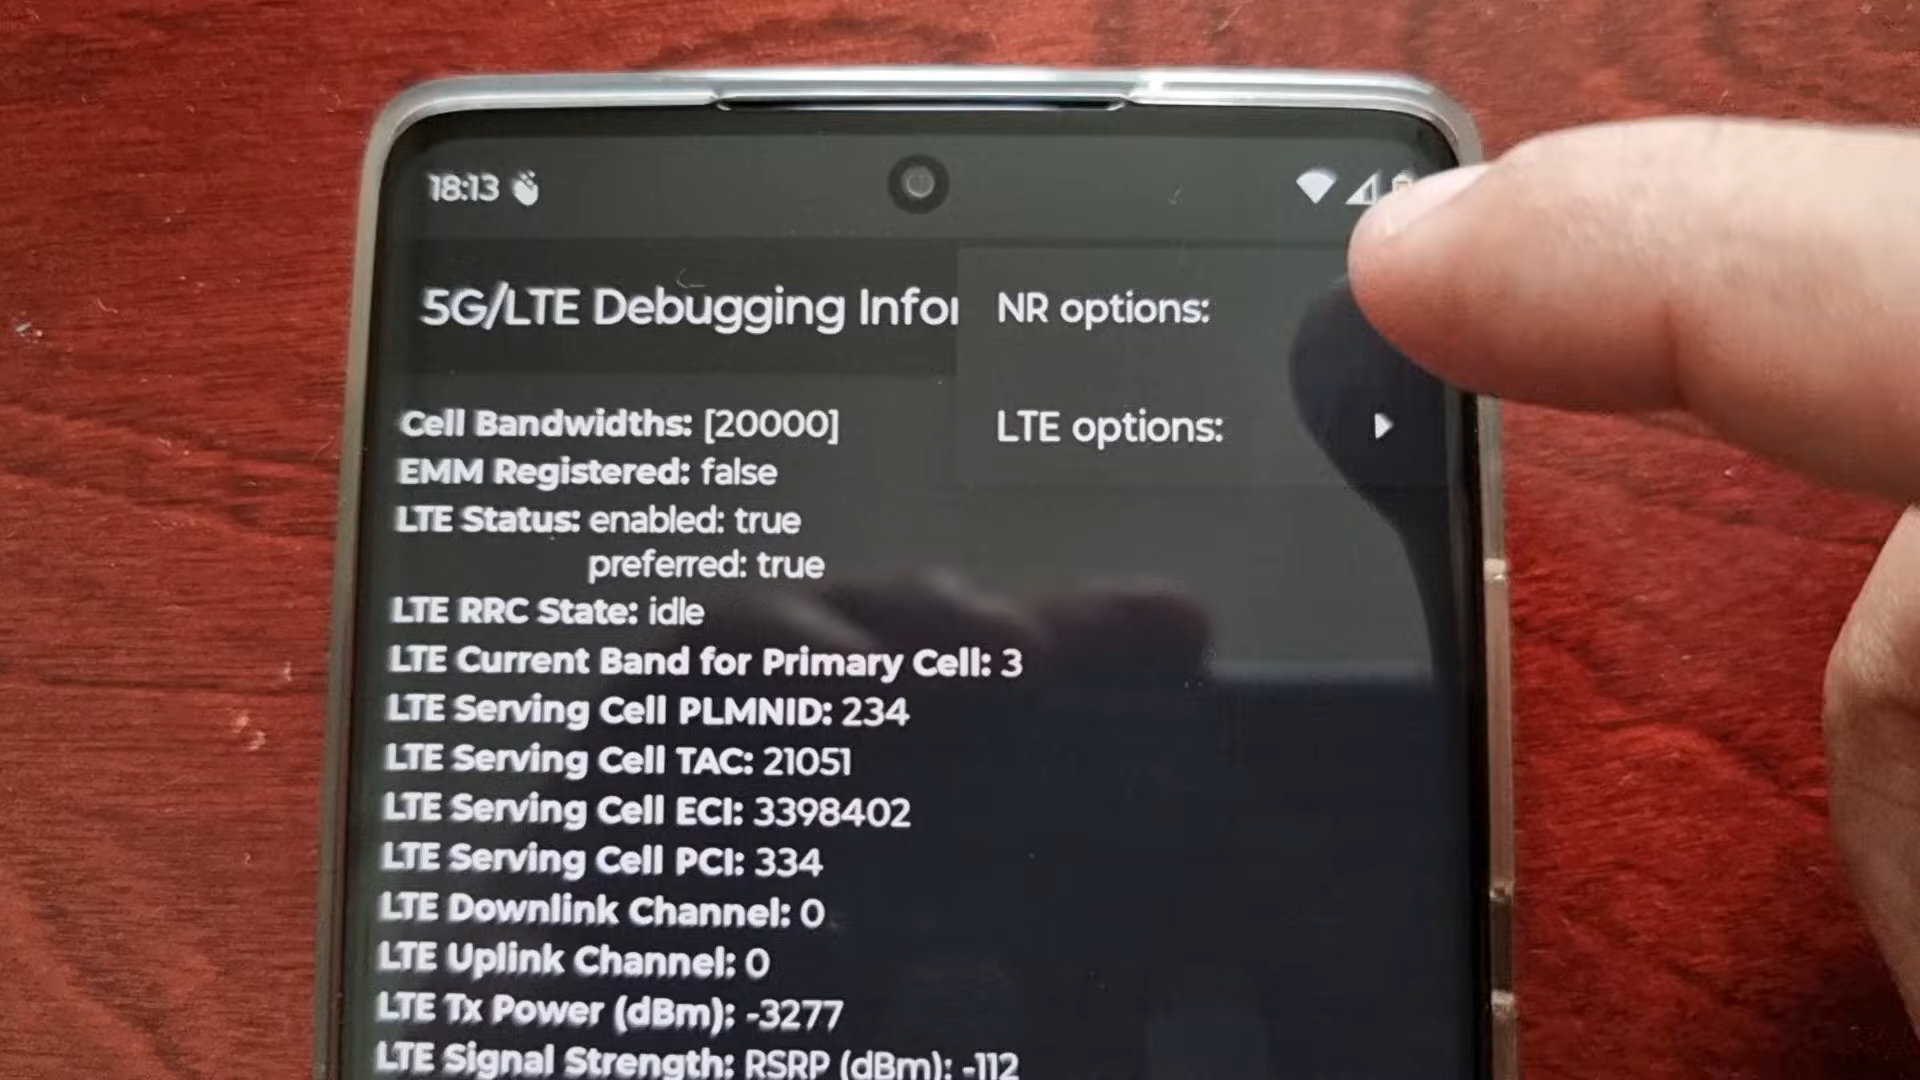 18:13
5G/LTE Debugging Infor
NR options:
LTE options:
Cell Bandwidths: [20000]
EMM Registered: false
LTE Status: enabled: true
preferred: true
LTE RRC State: idle
LTE Current Band for Primary Cell: 3
LTE Serving Cell PLMNID: 234
LTE Serving Cell TAC: 21051
LTE Serving Cell ECI: 3398402
LTE Serving Cell PCI: 334
LTE Downlink Channel: 0
LTE Uplink Channel: 0
LTE Tx Power (dBm): -3277
LTE Signal Strength: RSRP (dBm): -112